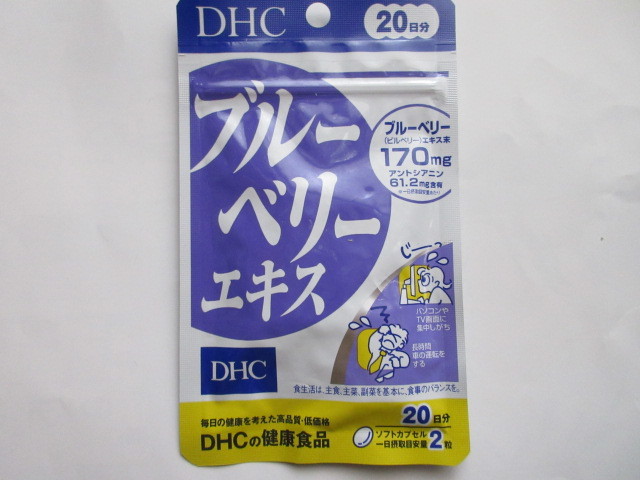 DHC
20日分
ブルー
ベリー
エキス
ブルーベリー
(ビルベリー)エキス末
170mg
アントシアニン
61.2mg含有
じーっ
パソコンや
TV画面に
集中しがち
長時間
車の運転を
する
DHC
食生活は、主食、主菜、副菜を基本に、食事のバランスを。
毎日の健康を考えた高品質・低価格
DHCの健康食品
20日分
ソフトカプセル
一日摂取目安量2粒